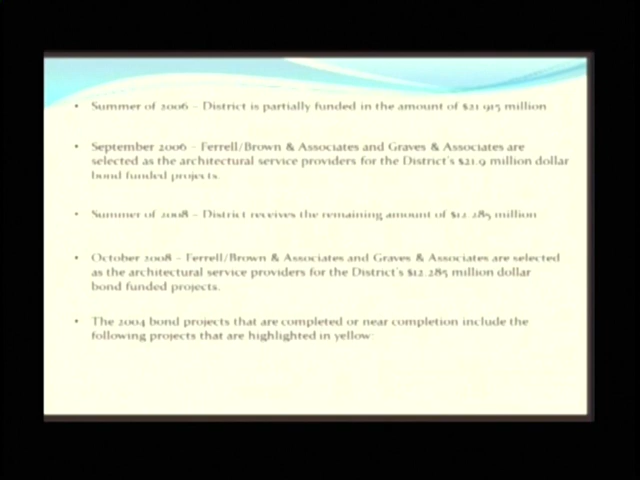 • Summer of 2006 – District is partially funded in the amount of $21.915 million
• September 2006 – Ferrell/Brown & Associates and Graves & Associates are
selected as the architectural service providers for the District's $21.9 million dollar
bond funded projects.
• Summer of 2008 – District receives the remaining amount of $12.285 million
• October 2008 – Ferrell/Brown & Associates and Graves & Associates are selected
as the architectural service providers for the District's $12.285 million dollar
bond funded projects.
• The 2004 bond projects that are completed or near completion include the
following projects that are highlighted in yellow: